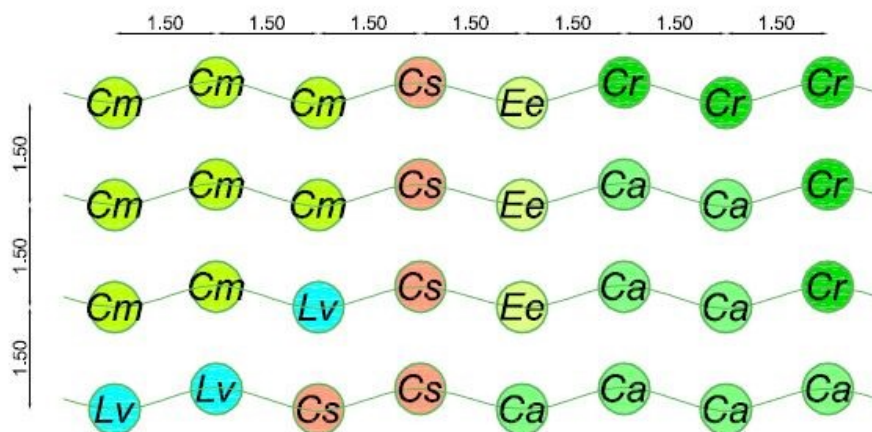 1.50 1.50 1.50 1.50 1.50 1.50 1.50
Cm Cm Cm Cs Ee Cr Cr Cr
1.50
Cm Cm Cm Cs Ee Ca Ca Cr
1.50
Cm Cm Lv Cs Ee Ca Ca Cr
1.50
Lv Lv Cs Cs Ca Ca Ca Ca